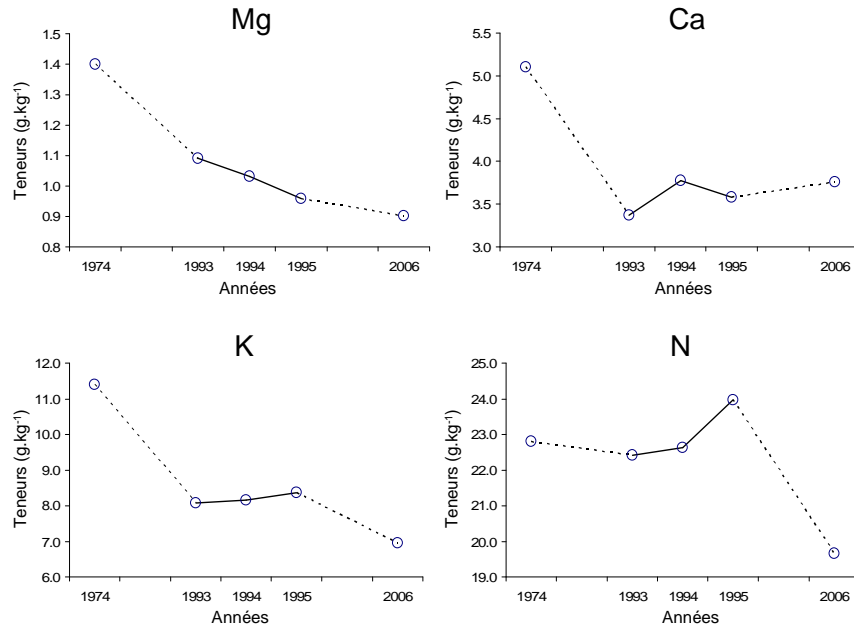 Mg
1.5
1.4
1.3
1.2
1.1
1.0
0.9
0.8
Teneurs (g.kg-1)
1974 1993 1994 1995 2006
Années
Ca
5.5
5.0
4.5
4.0
3.5
3.0
Teneurs (g.kg-1)
1974 1993 1994 1995 2006
Années
K
12.0
11.0
10.0
9.0
8.0
7.0
6.0
Teneurs (g.kg-1)
1974 1993 1994 1995 2006
Années
N
25.0
24.0
23.0
22.0
21.0
20.0
19.0
Teneurs (g.kg-1)
1974 1993 1994 1995 2006
Années